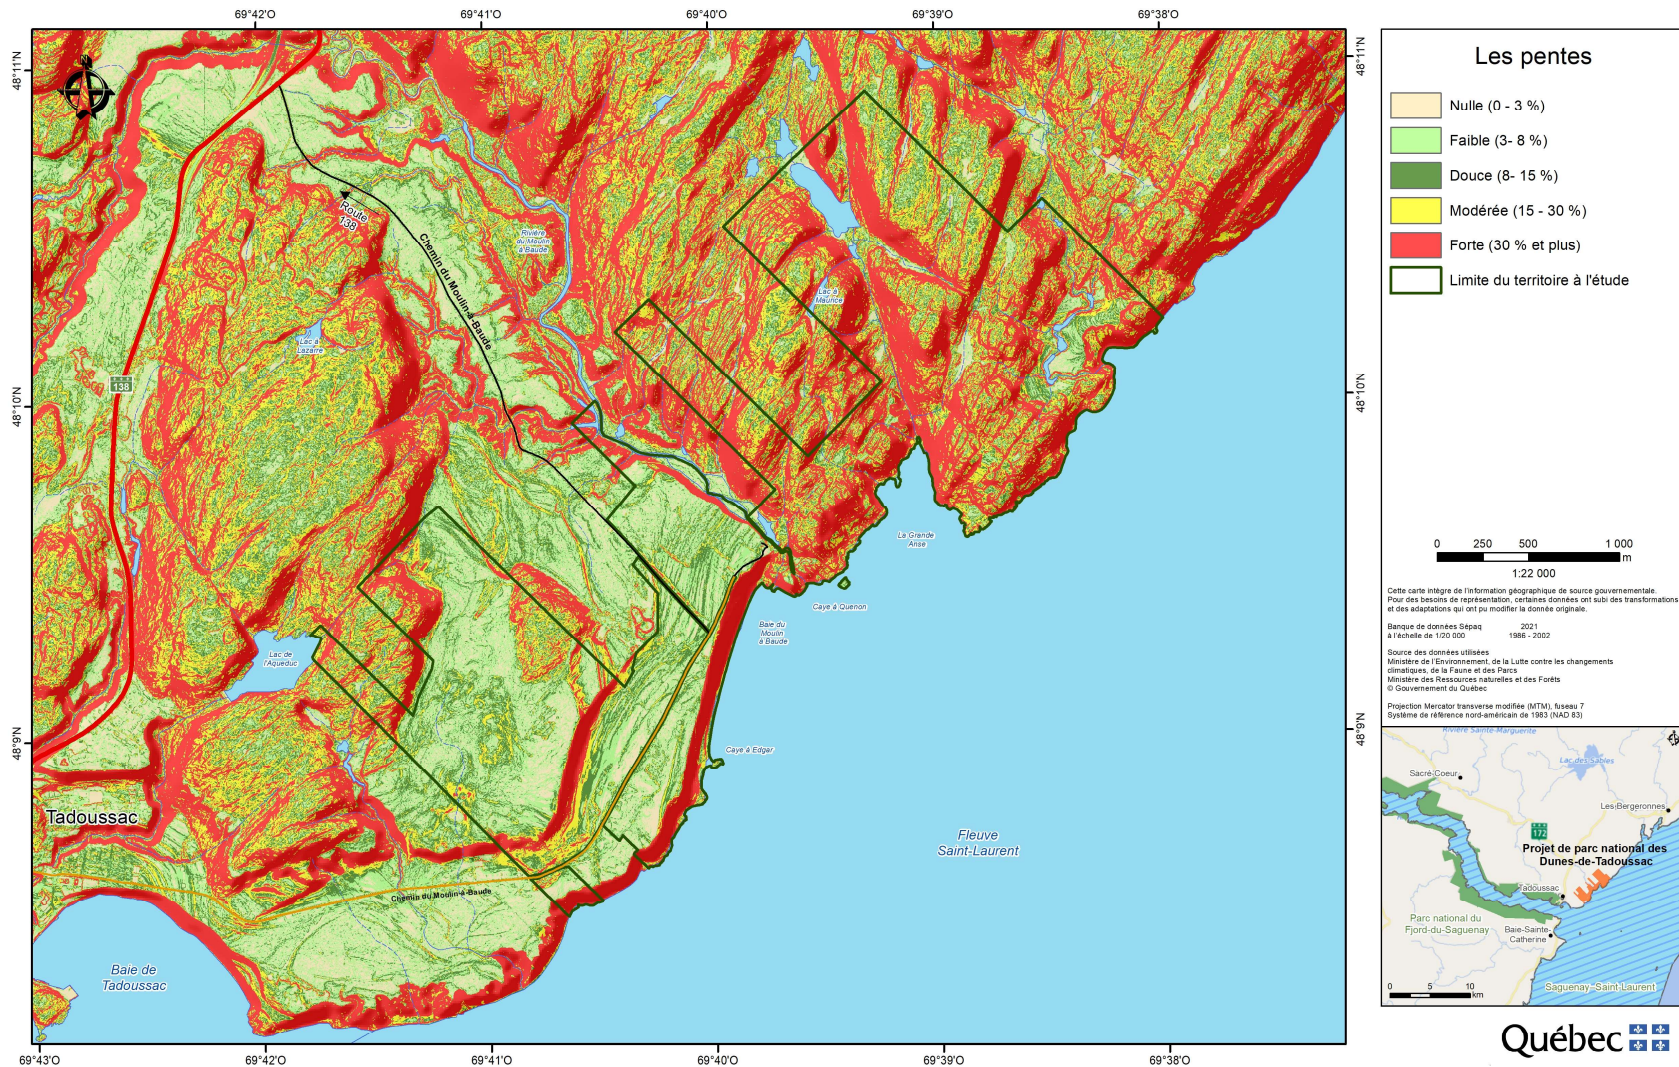 69°42'O
69°41'O
69°40'O
69°39'O
69°38'O
48°11'N
48°11'N
N
Les pentes
Nulle (0 - 3 %)
Faible (3- 8 %)
Douce (8- 15 %)
Modérée (15 - 30 %)
Forte (30 % et plus)
Limite du territoire à l'étude
Route
138
Rivière
du Moulin
à Baude
Chemin du Moulin-à-Baude
Lac à
Maurice
Lac à
Lazarre
138
48°10'N
48°10'N
La Grande
Anse
Caye à Quenon
Baie du
Moulin
à Baude
Lac de
l'Aqueduc
Caye à Edgar
48°9'N
48°9'N
Tadoussac
Fleuve
Saint-Laurent
Chemin du Moulin-à-Baude
Baie de
Tadoussac
69°43'O
69°42'O
69°41'O
69°40'O
69°39'O
69°38'O
0 250 500 1 000
m
1:22 000
Cette carte intègre de l'information géographique de source gouvernementale.
Pour des besoins de représentation, certaines données ont subi des transformations
et des adaptations qui ont pu modifier la donnée originale.
Banque de données Sépaq 2021
à l'échelle de 1/20 000 1986 - 2002
Source des données utilisées
Ministère de l'Environnement, de la Lutte contre les changements
climatiques, de la Faune et des Parcs
Ministère des Ressources naturelles et des Forêts
© Gouvernement du Québec
Projection Mercator transverse modifiée (MTM), fuseau 7
Système de référence nord-américain de 1983 (NAD 83)
Rivière Sainte-Marguerite
Lac des Sables
Sacré-Coeur
Les Bergeronnes
172
Projet de parc national des
Dunes-de-Tadoussac
Tadoussac
Parc national du
Fjord-du-Saguenay
Baie-Sainte-
Catherine
Saguenay–Saint-Laurent
0 5 10
km
Québec